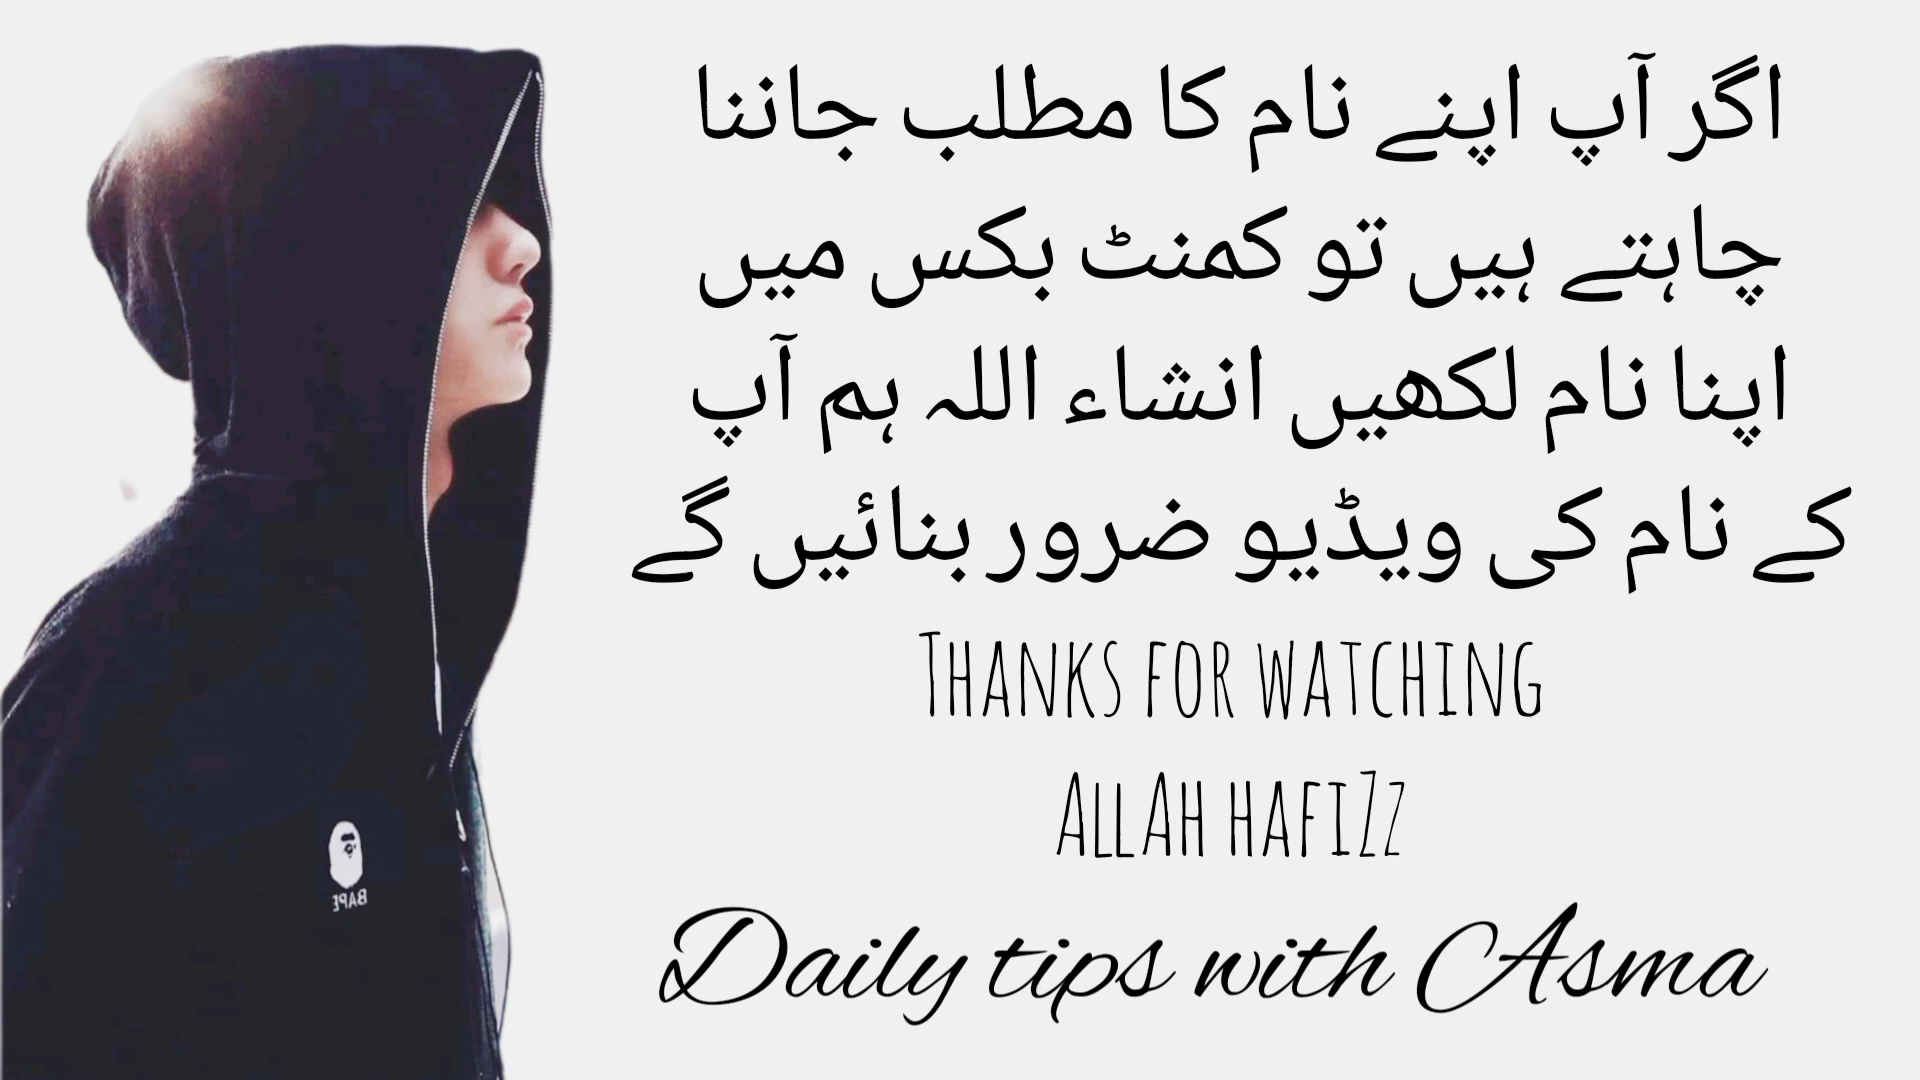 اگر آپ اپنے نام کا مطلب جاننا
چاہتے ہیں تو کمنٹ بکس میں
اپنا نام لکھیں انشاء اللہ ہم آپ
کے نام کی ویڈیو ضرور بنائیں گے
THANKS FOR WATCHING
ALLAH HAFIZZ
Daily tips with Asma
BAPE